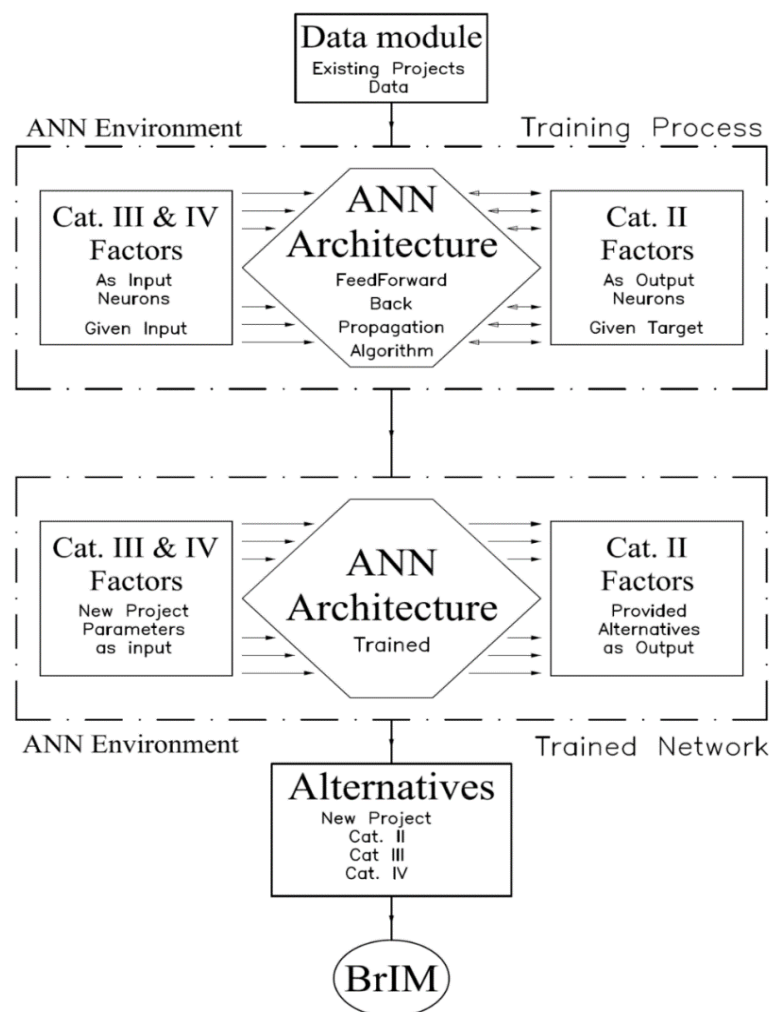 Data module
Existing Projects
Data
ANN Environment
Training Process
Cat. III & IV
Factors
As Input
Neurons
Given Input
ANN
Architecture
FeedForward
Back
Propagation
Algorithm
Cat. II
Factors
As Output
Neurons
Given Target
Cat. III & IV
Factors
New Project
Parameters
as input
ANN
Architecture
Trained
Cat. II
Factors
Provided
Alternatives
as Output
ANN Environment
Trained Network
Alternatives
New Project
Cat. II
Cat III
Cat. IV
BrIM